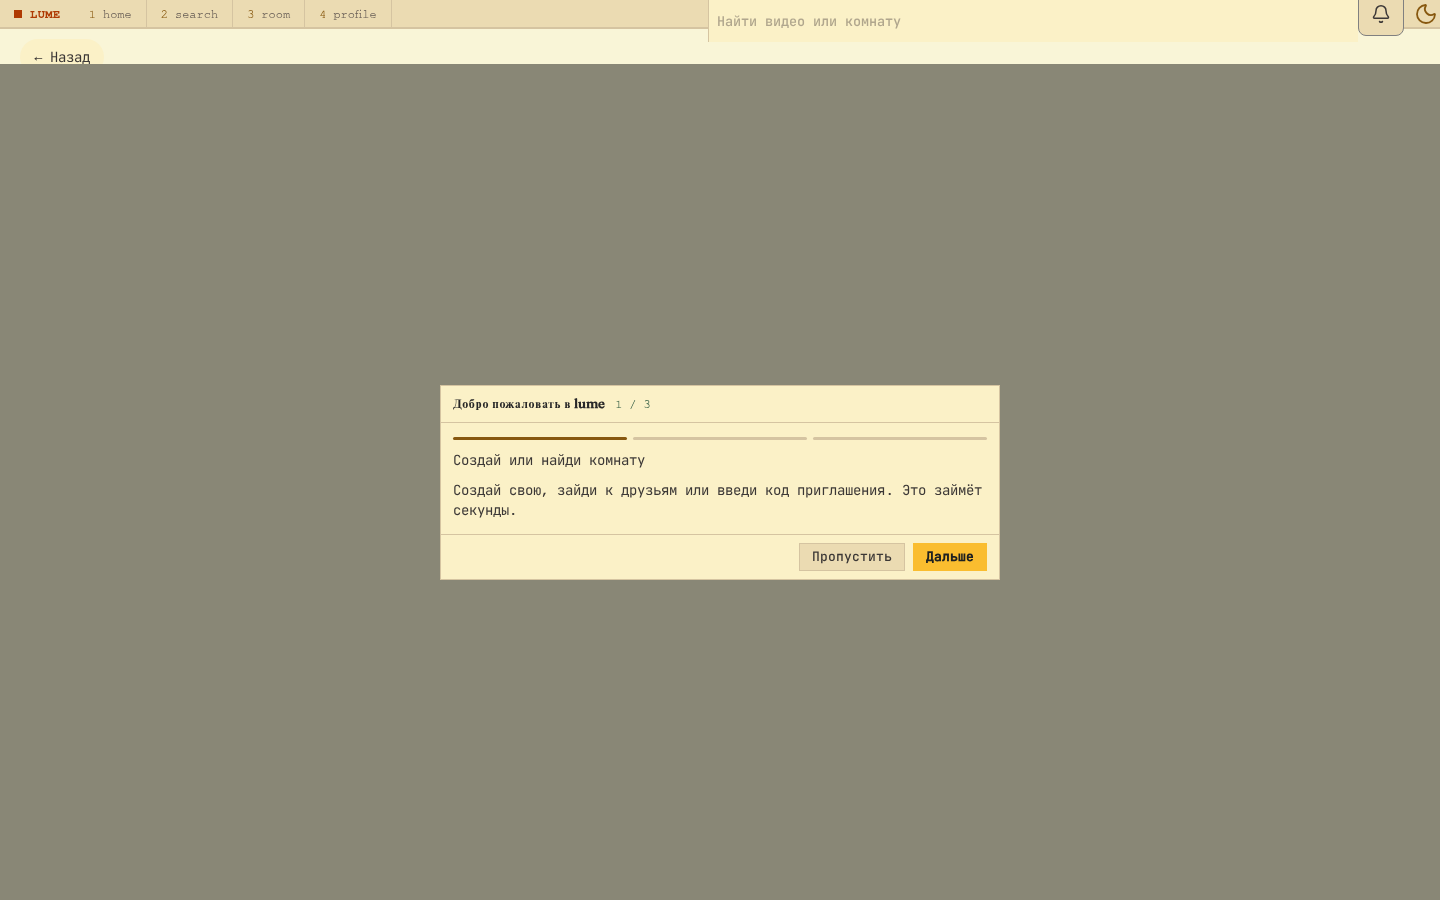 LUME 1 home 2 search 3 room 4 profile Найти видео или комнату
← Назад
Добро пожаловать в lume 1 / 3
Создай или найди комнату
Создай свою, зайди к друзьям или введи код приглашения. Это займёт
секунды.
Пропустить Дальше